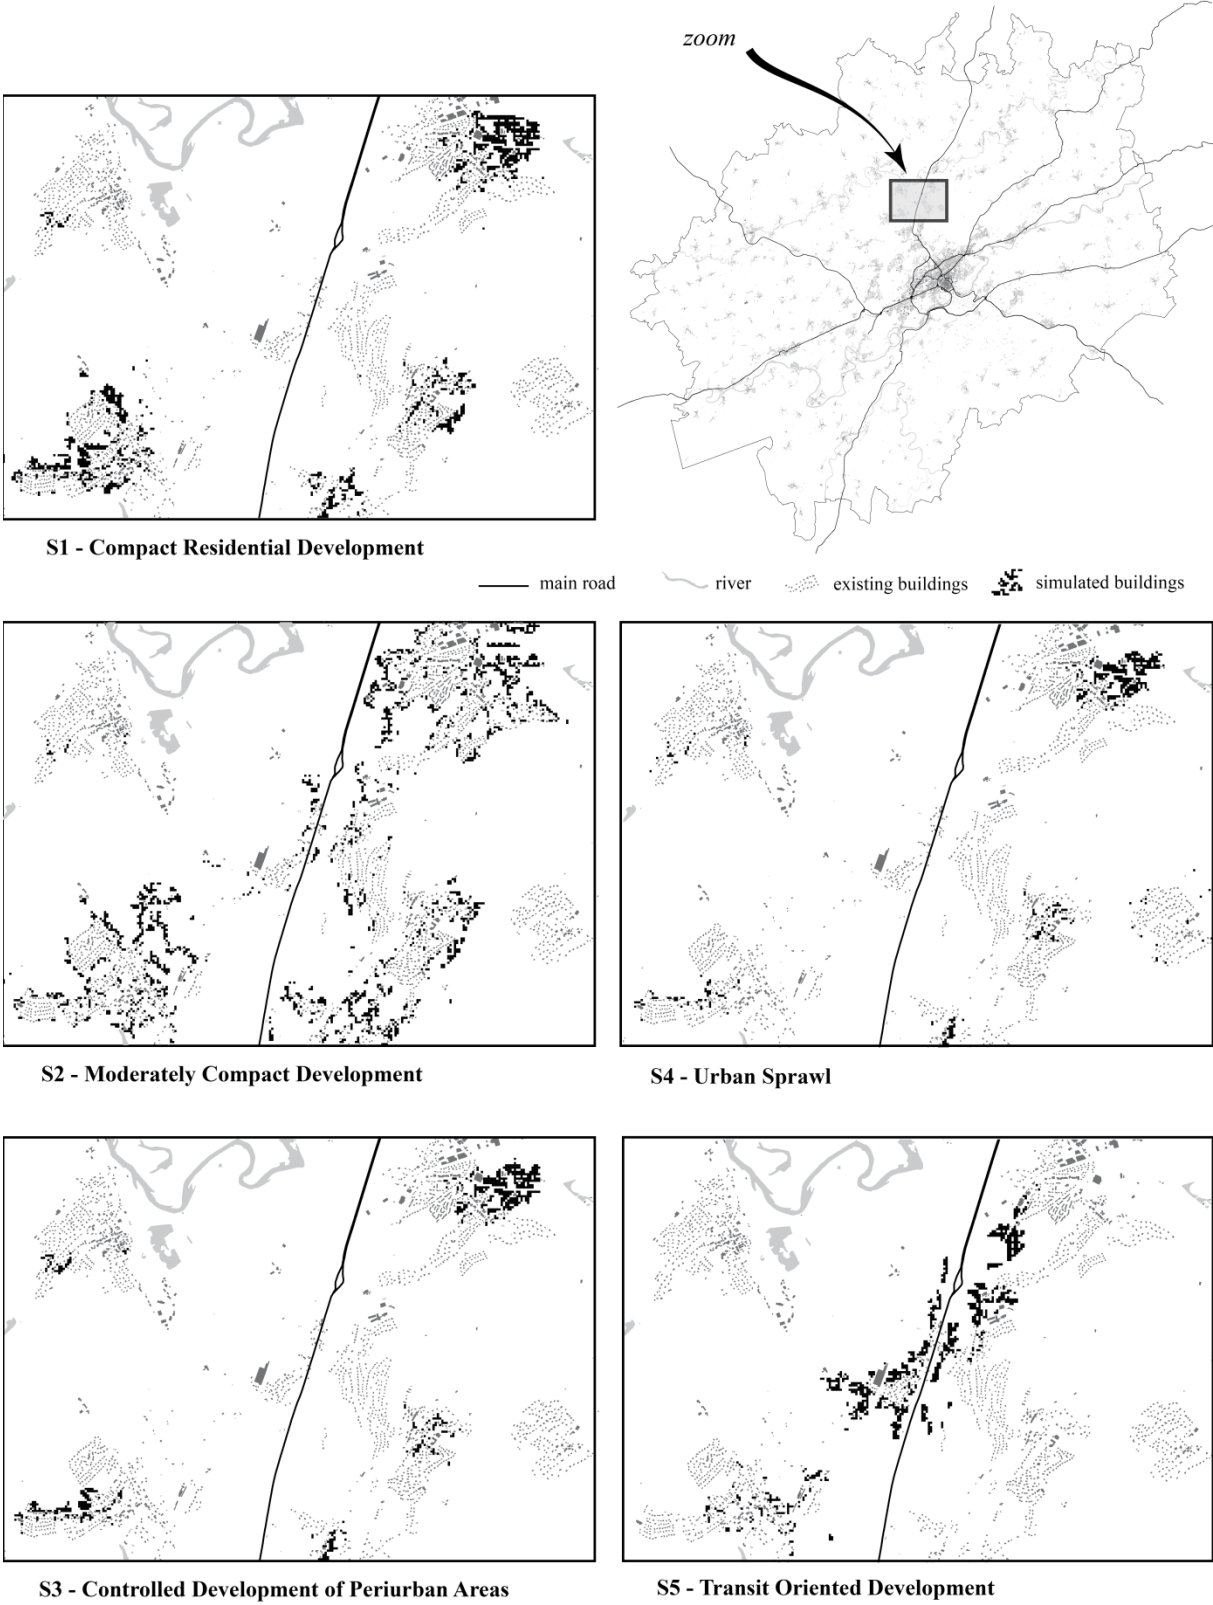 zoom
S1 - Compact Residential Development
main road
river
existing buildings
simulated buildings
S2 - Moderately Compact Development
S4 - Urban Sprawl
S3 - Controlled Development of Periurban Areas
S5 - Transit Oriented Development